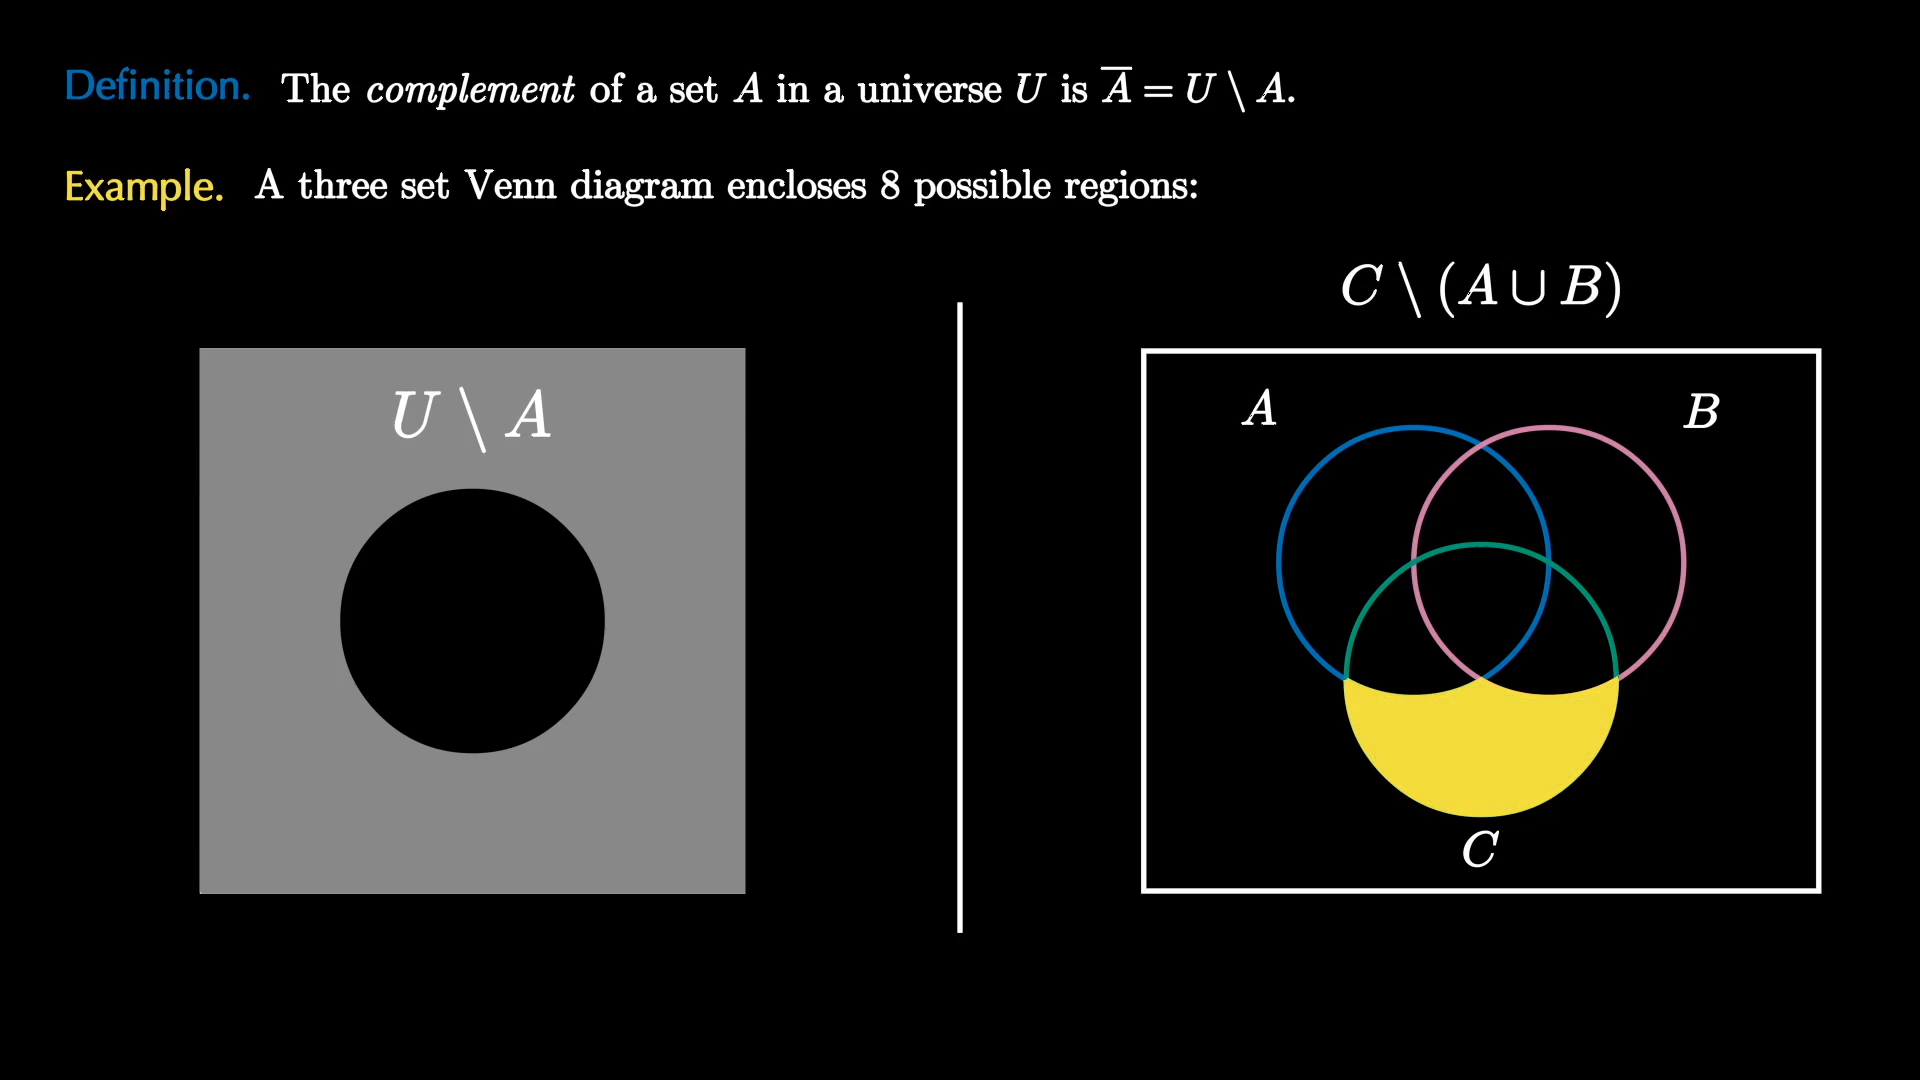 Definition. The complement of a set A in a universe U is A̅ = U \ A.
Example. A three set Venn diagram encloses 8 possible regions:
C \ (A ∪ B)
U \ A
A
B
C